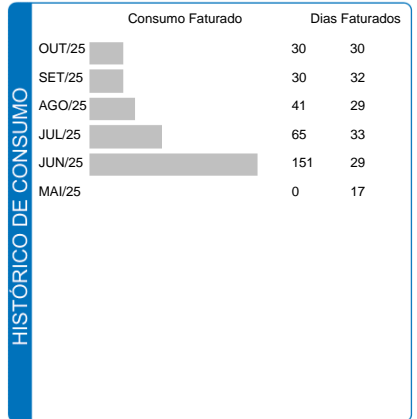 HISTÓRICO DE CONSUMO
Consumo Faturado Dias Faturados
OUT/25 30 30
SET/25 30 32
AGO/25 41 29
JUL/25 65 33
JUN/25 151 29
MAI/25 0 17